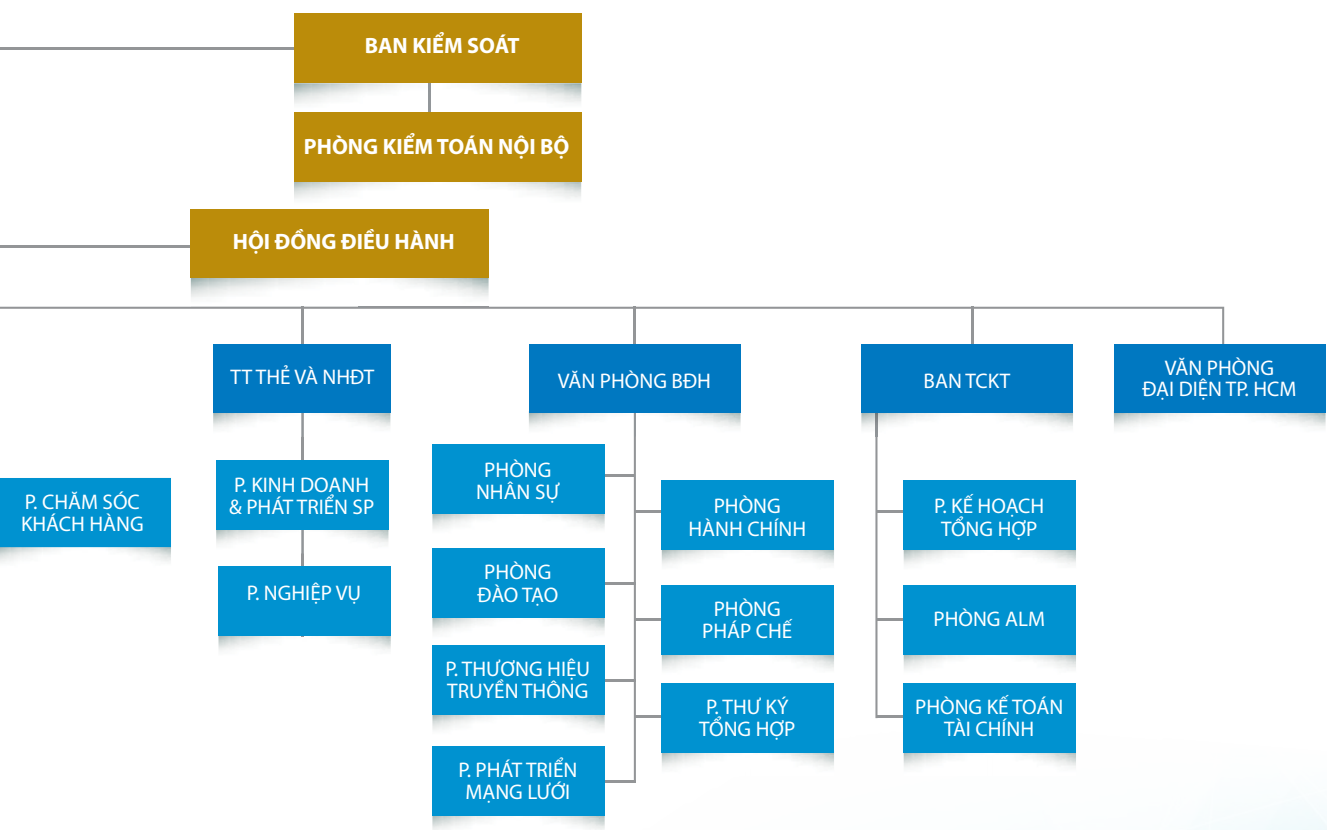 BAN KIỂM SOÁT
PHÒNG KIỂM TOÁN NỘI BỘ
HỘI ĐỒNG ĐIỀU HÀNH
TT THẺ VÀ NHĐT
VĂN PHÒNG BĐH
BAN TCKT
VĂN PHÒNG
ĐẠI DIỆN TP. HCM
P. CHĂM SÓC
KHÁCH HÀNG
P. KINH DOANH
& PHÁT TRIỂN SP
P. NGHIỆP VỤ
PHÒNG
NHÂN SỰ
PHÒNG
ĐÀO TẠO
P. THƯƠNG HIỆU
TRUYỀN THÔNG
P. PHÁT TRIỂN
MẠNG LƯỚI
PHÒNG
HÀNH CHÍNH
PHÒNG
PHÁP CHẾ
P. THƯ KÝ
TỔNG HỢP
P. KẾ HOẠCH
TỔNG HỢP
PHÒNG ALM
PHÒNG KẾ TOÁN
TÀI CHÍNH